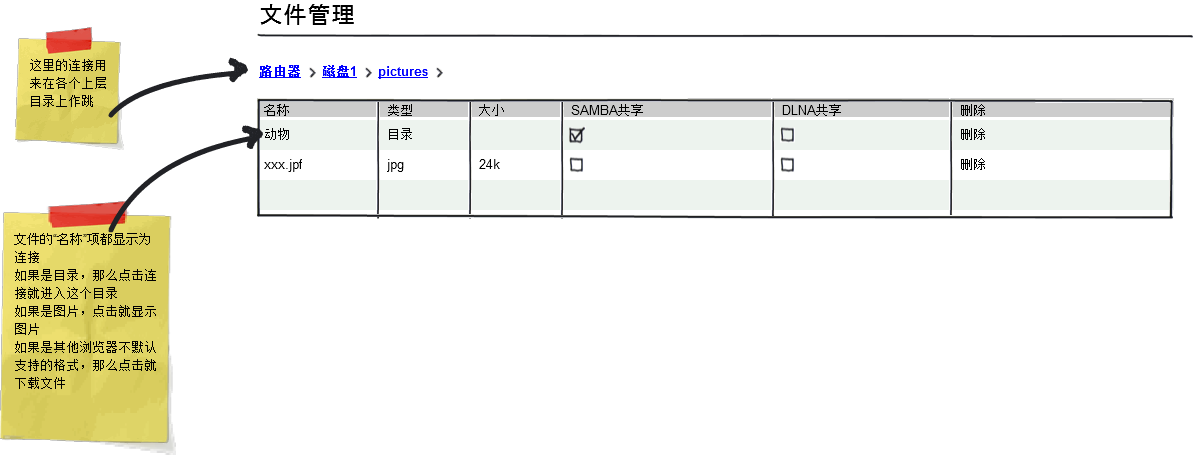 文件管理
这里的连接用
来在各个上层
目录上作跳
路由器 磁盘1 pictures
名称 类型 大小 SAMBA共享 DLNA共享 删除
动物 目录 删除
xxx.jpf jpg 24k 删除
文件的“名称”项都显示为
连接
如果是目录，那么点击连
接就进入这个目录
如果是图片，点击就显示
图片
如果是其他浏览器不默认
支持的格式，那么点击就
下载文件